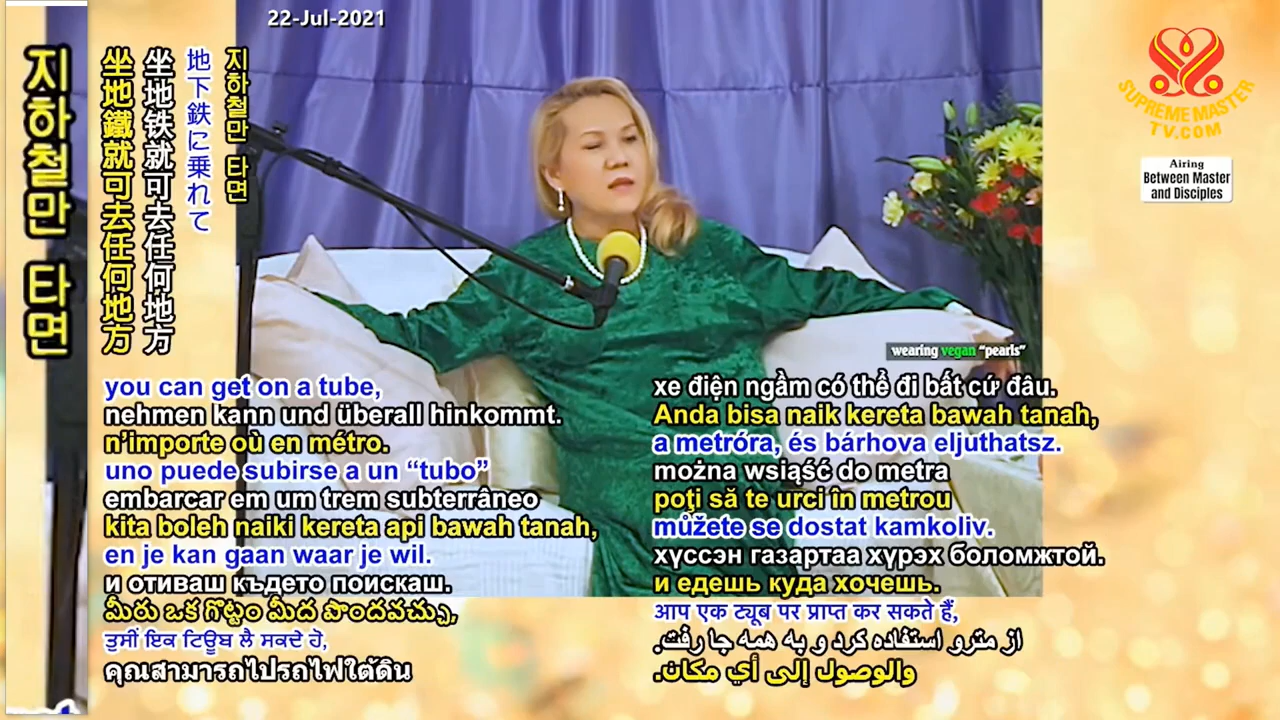 22-Jul-2021
지하철만 타면
지하철만 타면
地下鉄に乗れて
坐地铁就可去任何地方
坐地鐵就可去任何地方
SUPREME MASTER
TV.COM
Airing
Between Master
and Disciples
wearing vegan “pearls”
you can get on a tube,
nehmen kann und überall hinkommt.
n’importe où en métro.
uno puede subirse a un “tubo”
embarcar em um trem subterrâneo
kita boleh naiki kereta api bawah tanah,
en je kan gaan waar je wil.
и отиваш където поискаш.
మీరు ఒక గొట్టం మీద పొందవచ్చు,
ਤੁਸੀਂ ਇਕ ਟਿਊਬ ਲੈ ਸਕਦੇ ਹੋ,
คุณสามารถไปรถไฟใต้ดิน
xe điện ngầm có thể đi bất cứ đâu.
Anda bisa naik kereta bawah tanah,
a metróra, és bárhova eljuthatsz.
można wsiąść do metra
poţi să te urci în metrou
můžete se dostat kamkoliv.
хүссэн газартаа хүрэх боломжтой.
и едешь куда хочешь.
आप एक ट्यूब पर प्राप्त कर सकते हैं,
از مترو استفاده کرد و به همه جا رفت.
والوصول إلى أي مكان.